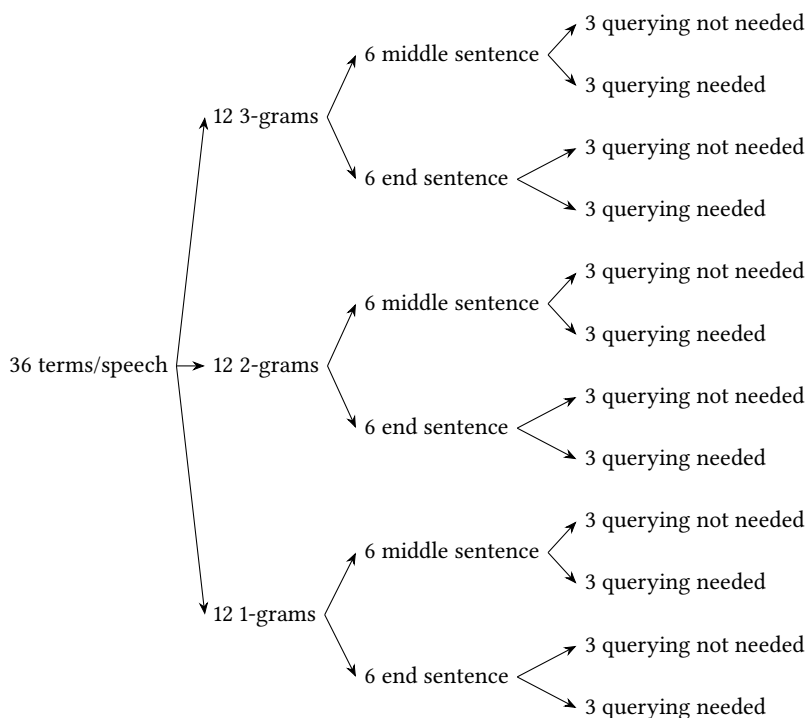 3 querying not needed
6 middle sentence
3 querying needed
12 3-grams
3 querying not needed
6 end sentence
3 querying needed
3 querying not needed
6 middle sentence
3 querying needed
36 terms/speech
12 2-grams
3 querying not needed
6 end sentence
3 querying needed
3 querying not needed
6 middle sentence
3 querying needed
12 1-grams
3 querying not needed
6 end sentence
3 querying needed